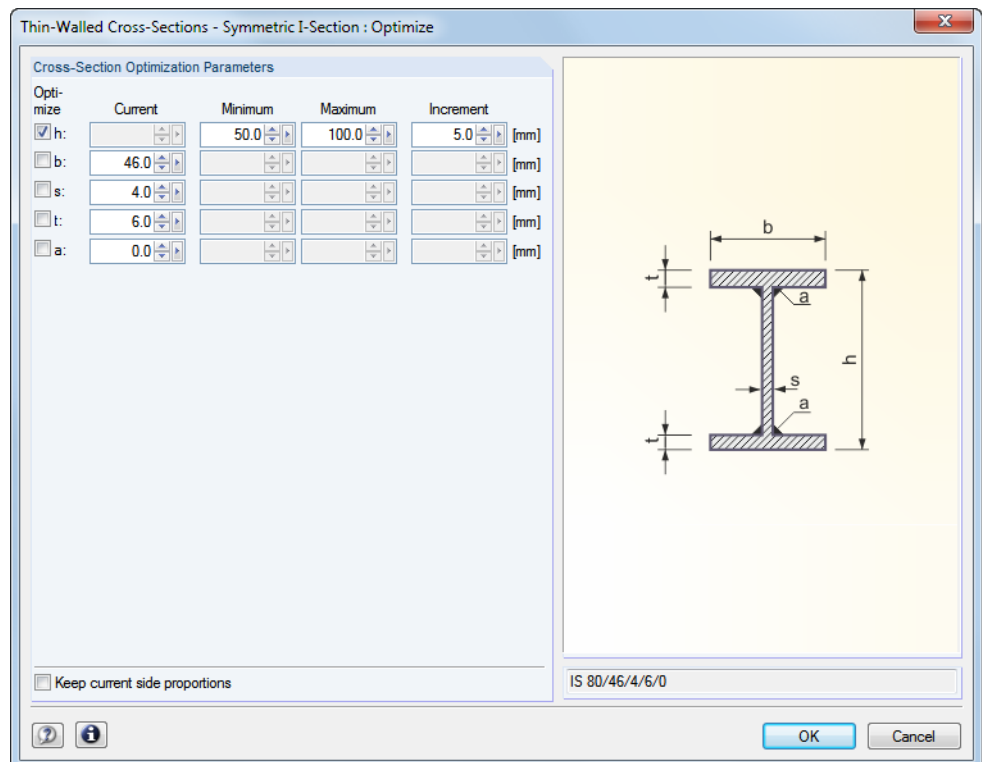 Thin-Walled Cross-Sections - Symmetric I-Section : Optimize
Cross-Section Optimization Parameters
Opti-
mize Current Minimum Maximum Increment
h: 50.0 100.0 5.0 [mm]
b: 46.0 [mm]
s: 4.0 [mm]
t: 6.0 [mm]
a: 0.0 [mm]
b
t
a
h
s
a
t
Keep current side proportions
IS 80/46/4/6/0
OK Cancel